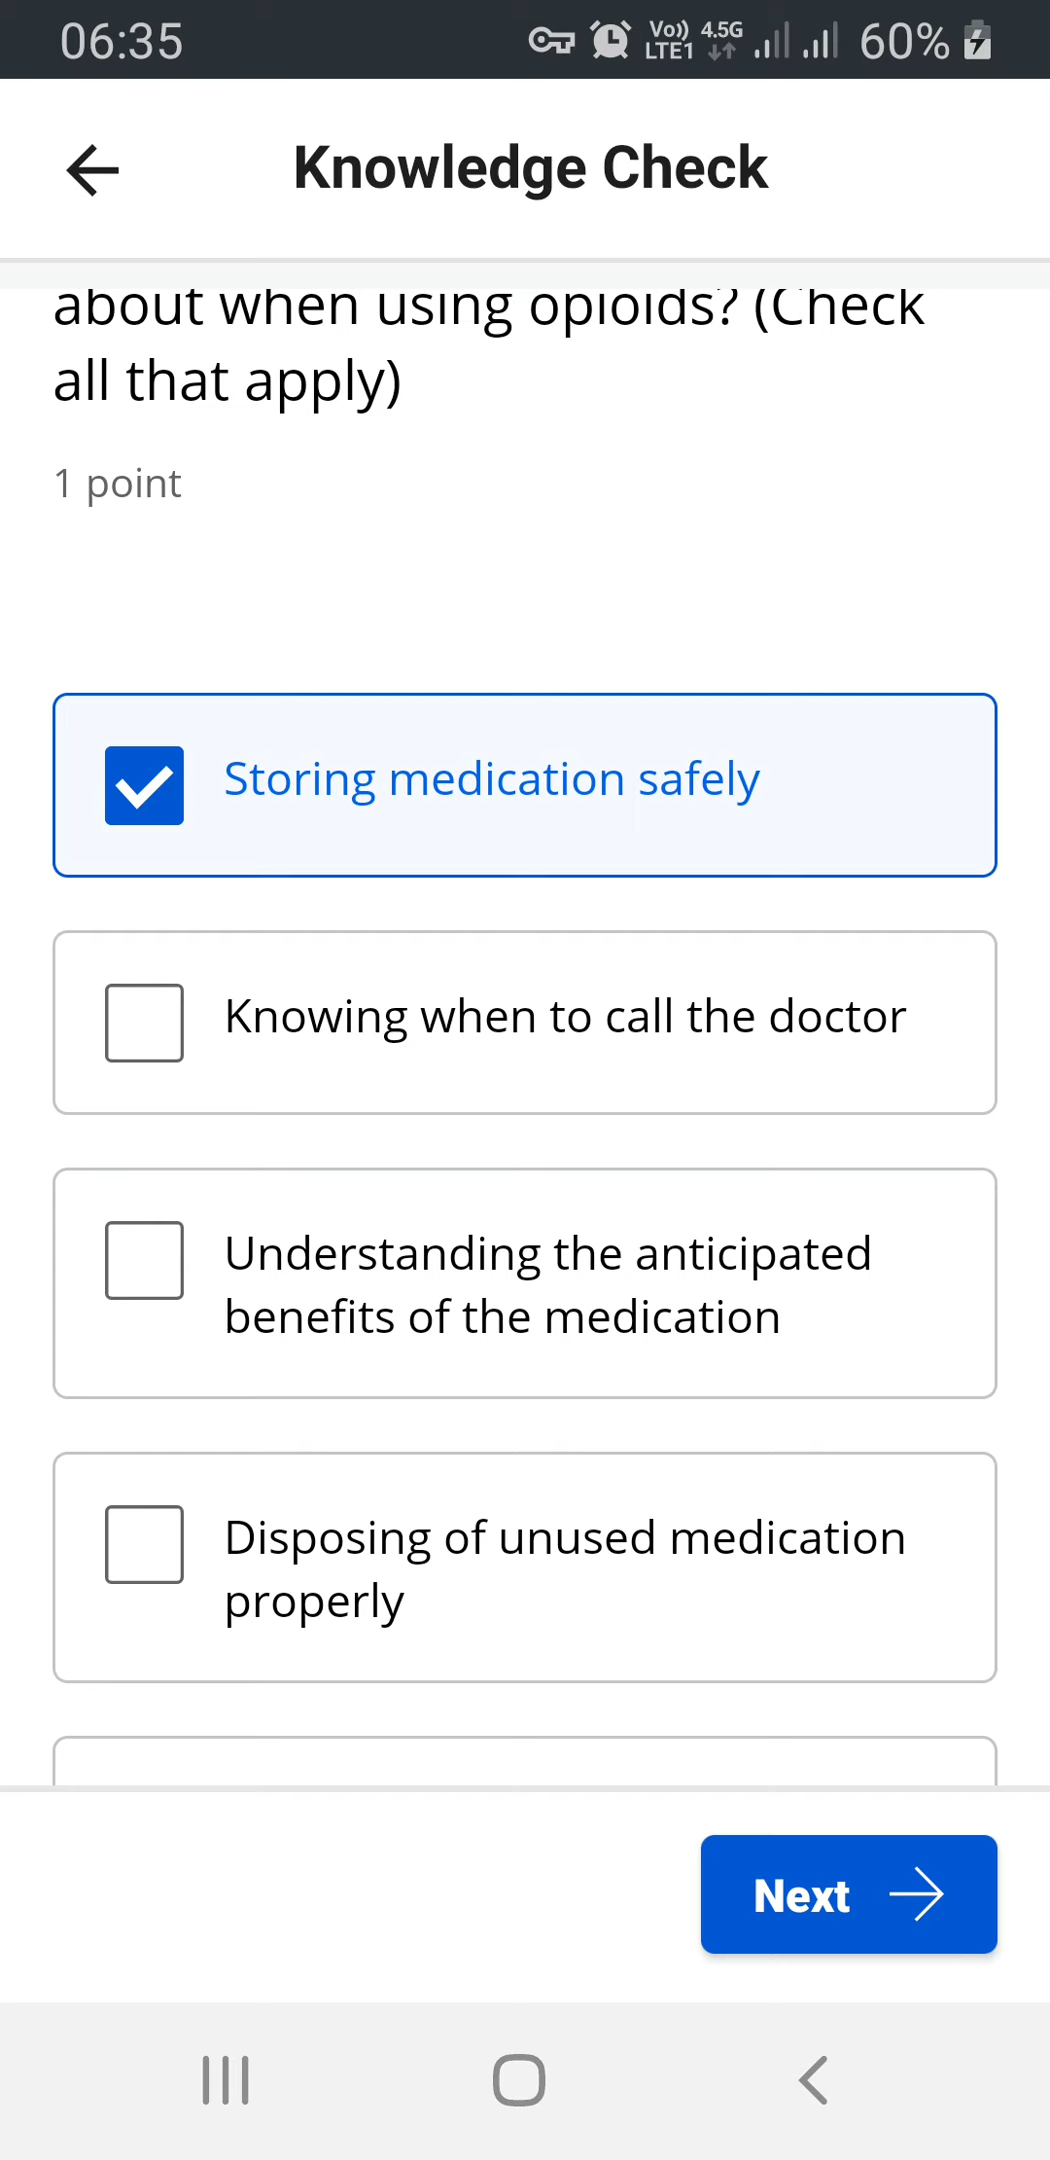 06:35
Vo)) LTE1 4.5G 60%
Knowledge Check
about when using opioids? (Check
all that apply)
1 point
Storing medication safely
Knowing when to call the doctor
Understanding the anticipated
benefits of the medication
Disposing of unused medication
properly
Next